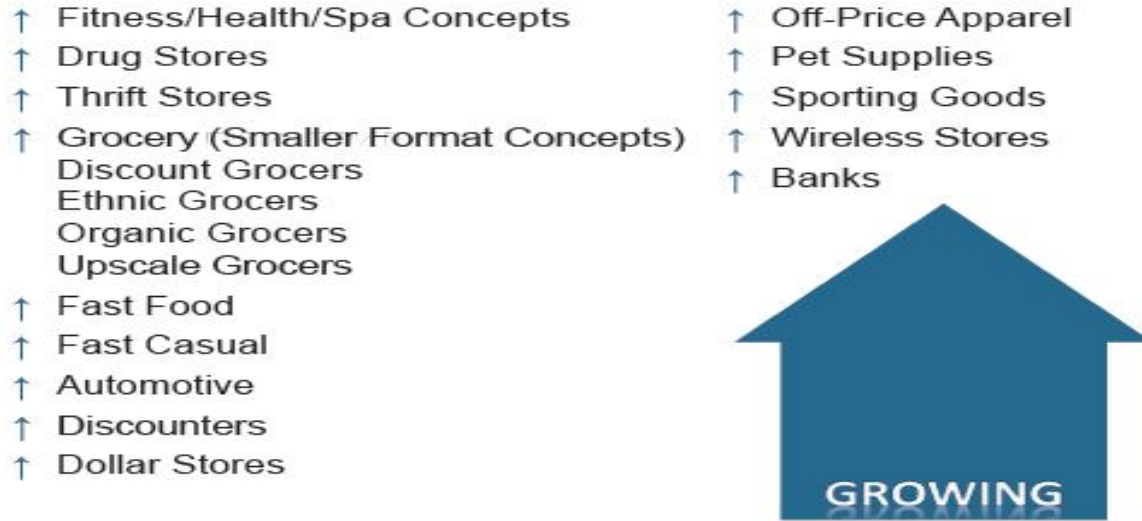 ↑ Fitness/Health/Spa Concepts
↑ Drug Stores
↑ Thrift Stores
↑ Grocery (Smaller Format Concepts)
Discount Grocers
Ethnic Grocers
Organic Grocers
Upscale Grocers
↑ Fast Food
↑ Fast Casual
↑ Automotive
↑ Discounters
↑ Dollar Stores
↑ Off-Price Apparel
↑ Pet Supplies
↑ Sporting Goods
↑ Wireless Stores
↑ Banks
GROWING